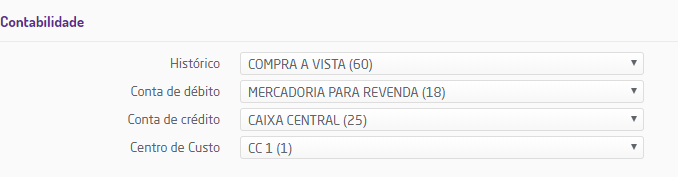 Contabilidade
Histórico COMPRA A VISTA (60)
Conta de débito MERCADORIA PARA REVENDA (18)
Conta de crédito CAIXA CENTRAL (25)
Centro de Custo CC 1 (1)